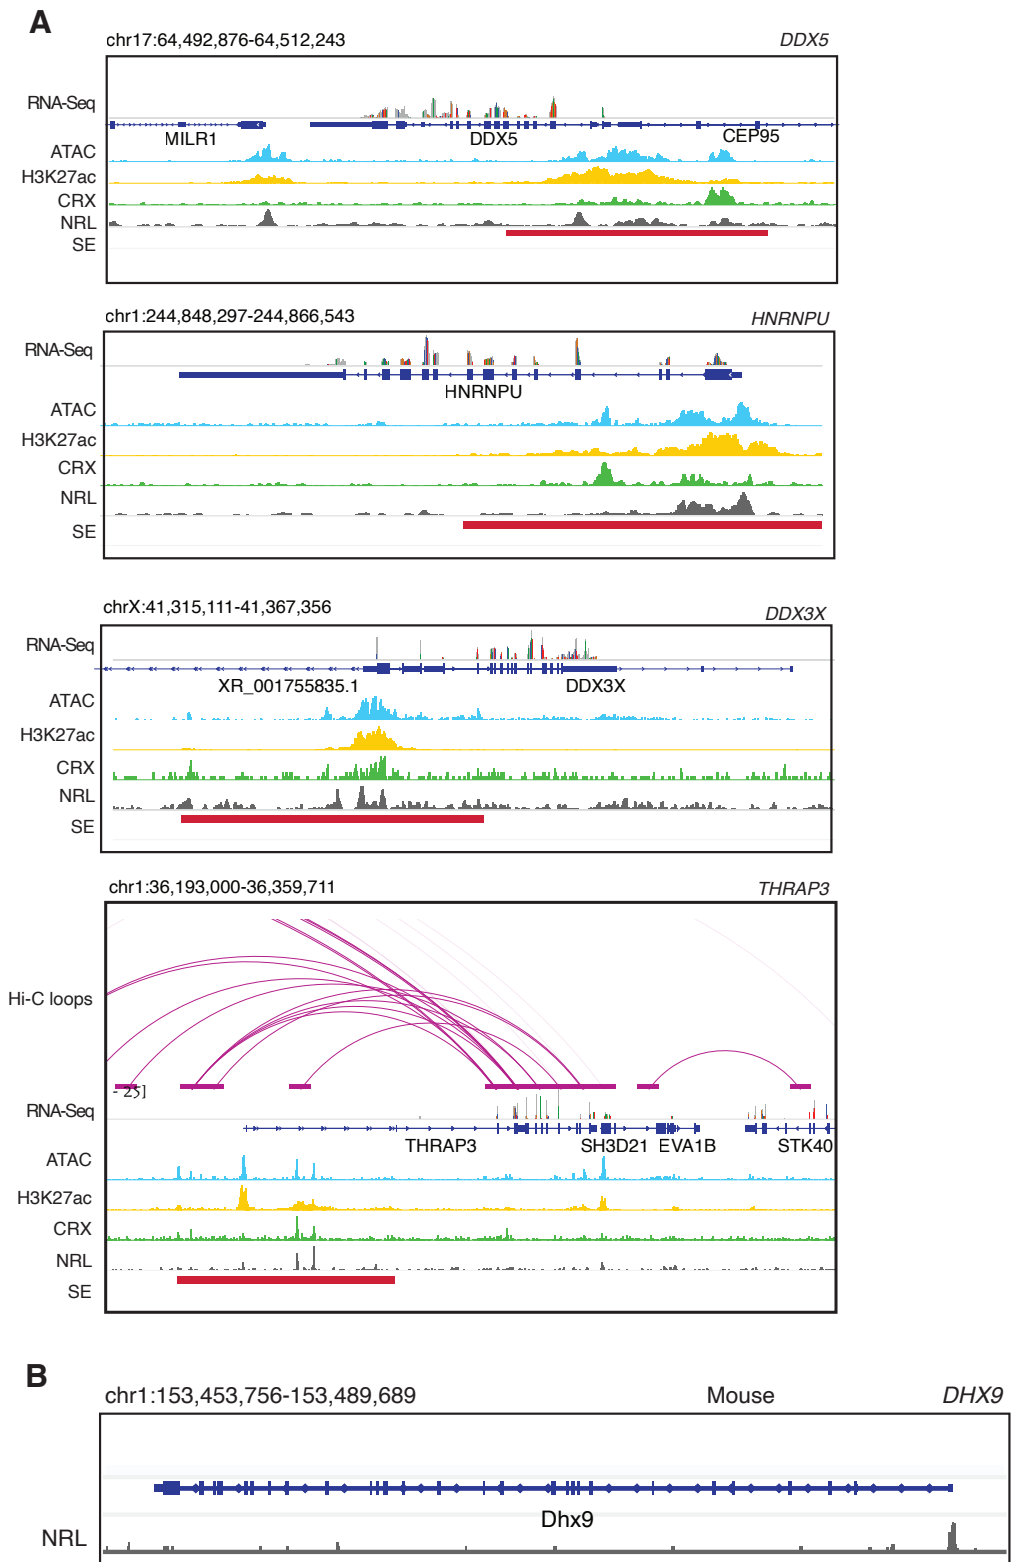 A
chr17:64,492,876-64,512,243 DDX5
RNA-Seq
MILR1 DDX5 CEP95
ATAC
H3K27ac
CRX
NRL
SE
chr1:244,848,297-244,866,543 HNRNPU
RNA-Seq
HNRNPU
ATAC
H3K27ac
CRX
NRL
SE
chrX:41,315,111-41,367,356 DDX3X
RNA-Seq
XR_001755835.1 DDX3X
ATAC
H3K27ac
CRX
NRL
SE
chr1:36,193,000-36,359,711 THRAP3
Hi-C loops
- 25]
RNA-Seq
THRAP3 SH3D21 EVA1B STK40
ATAC
H3K27ac
CRX
NRL
SE
B
chr1:153,453,756-153,489,689 Mouse DHX9
Dhx9
NRL